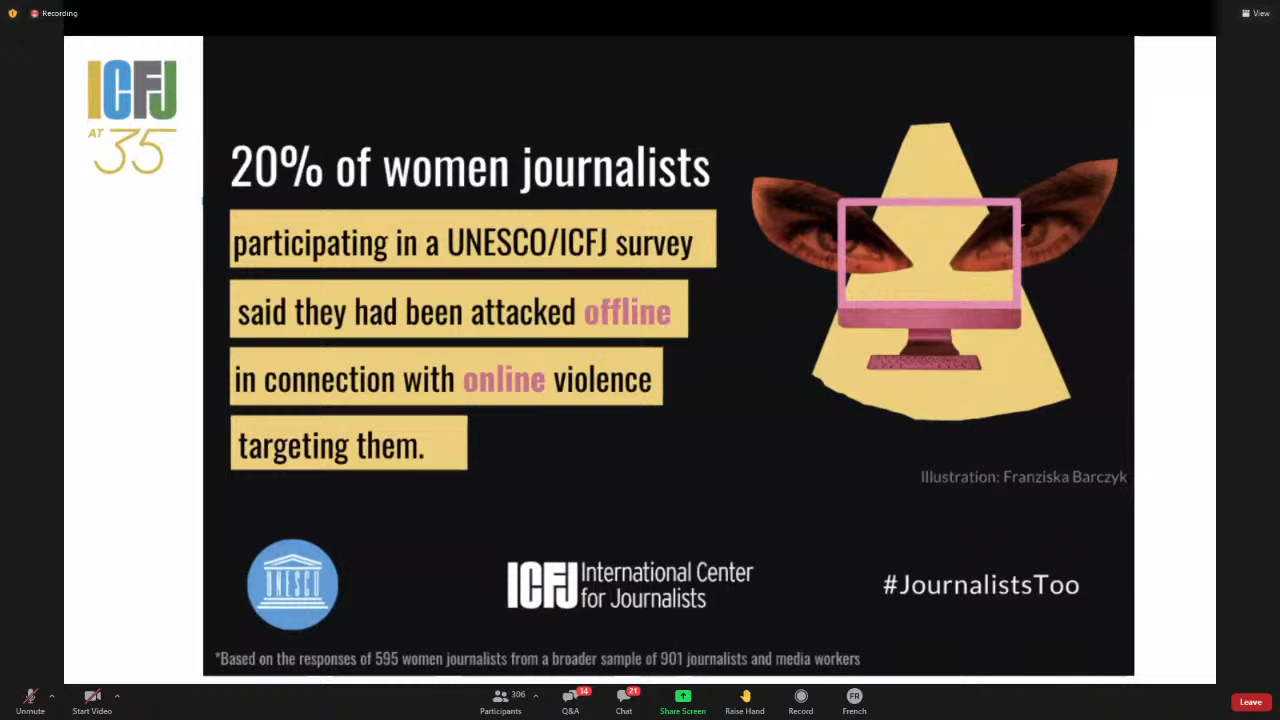 Recording
View
ICFJ
AT
35
20% of women journalists
participating in a UNESCO/ICFJ survey
said they had been attacked offline
in connection with online violence
targeting them.
Illustration: Franziska Barczyk
UNESCO
ICFJ International Center
for Journalists
#JournalistsToo
*Based on the responses of 595 women journalists from a broader sample of 901 journalists and media workers
306
14
21
FR
Unmute
Start Video
Participants
Q&A
Chat
Share Screen
Raise Hand
Record
French
Leave